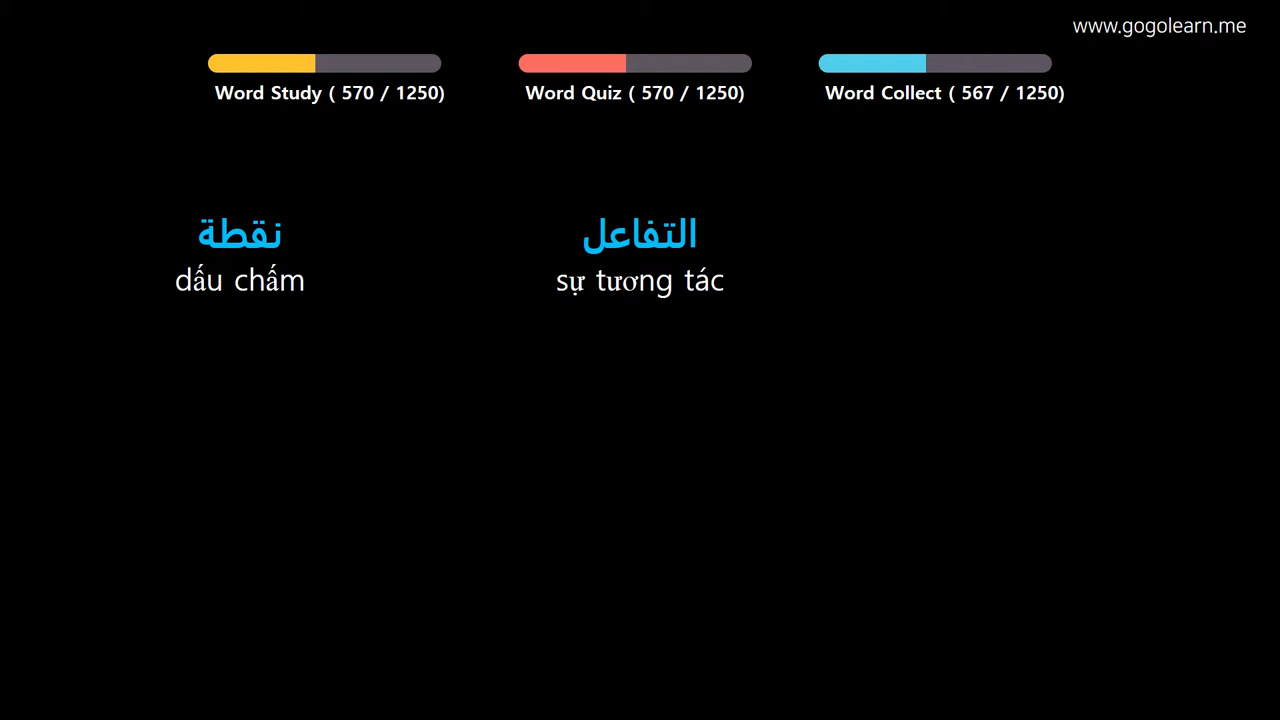 www.gogolearn.me
Word Study ( 570 / 1250)
Word Quiz ( 570 / 1250)
Word Collect ( 567 / 1250)
نقطة
dấu chấm
التفاعل
sự tương tác